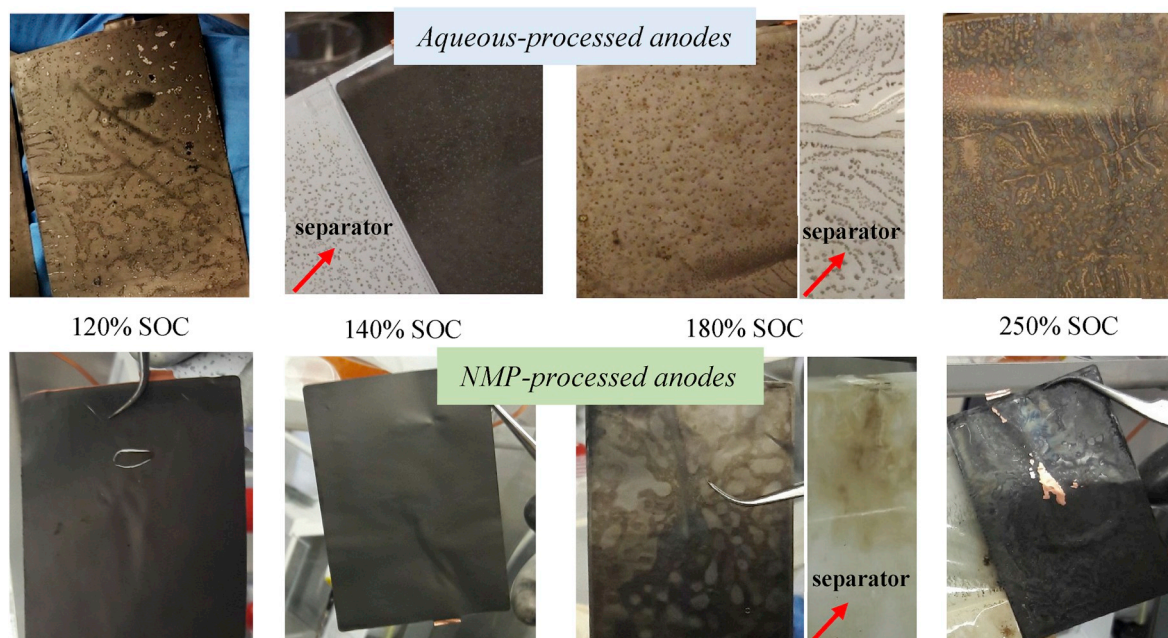 Aqueous-processed anodes
separator
separator
120% SOC
140% SOC
180% SOC
250% SOC
NMP-processed anodes
separator